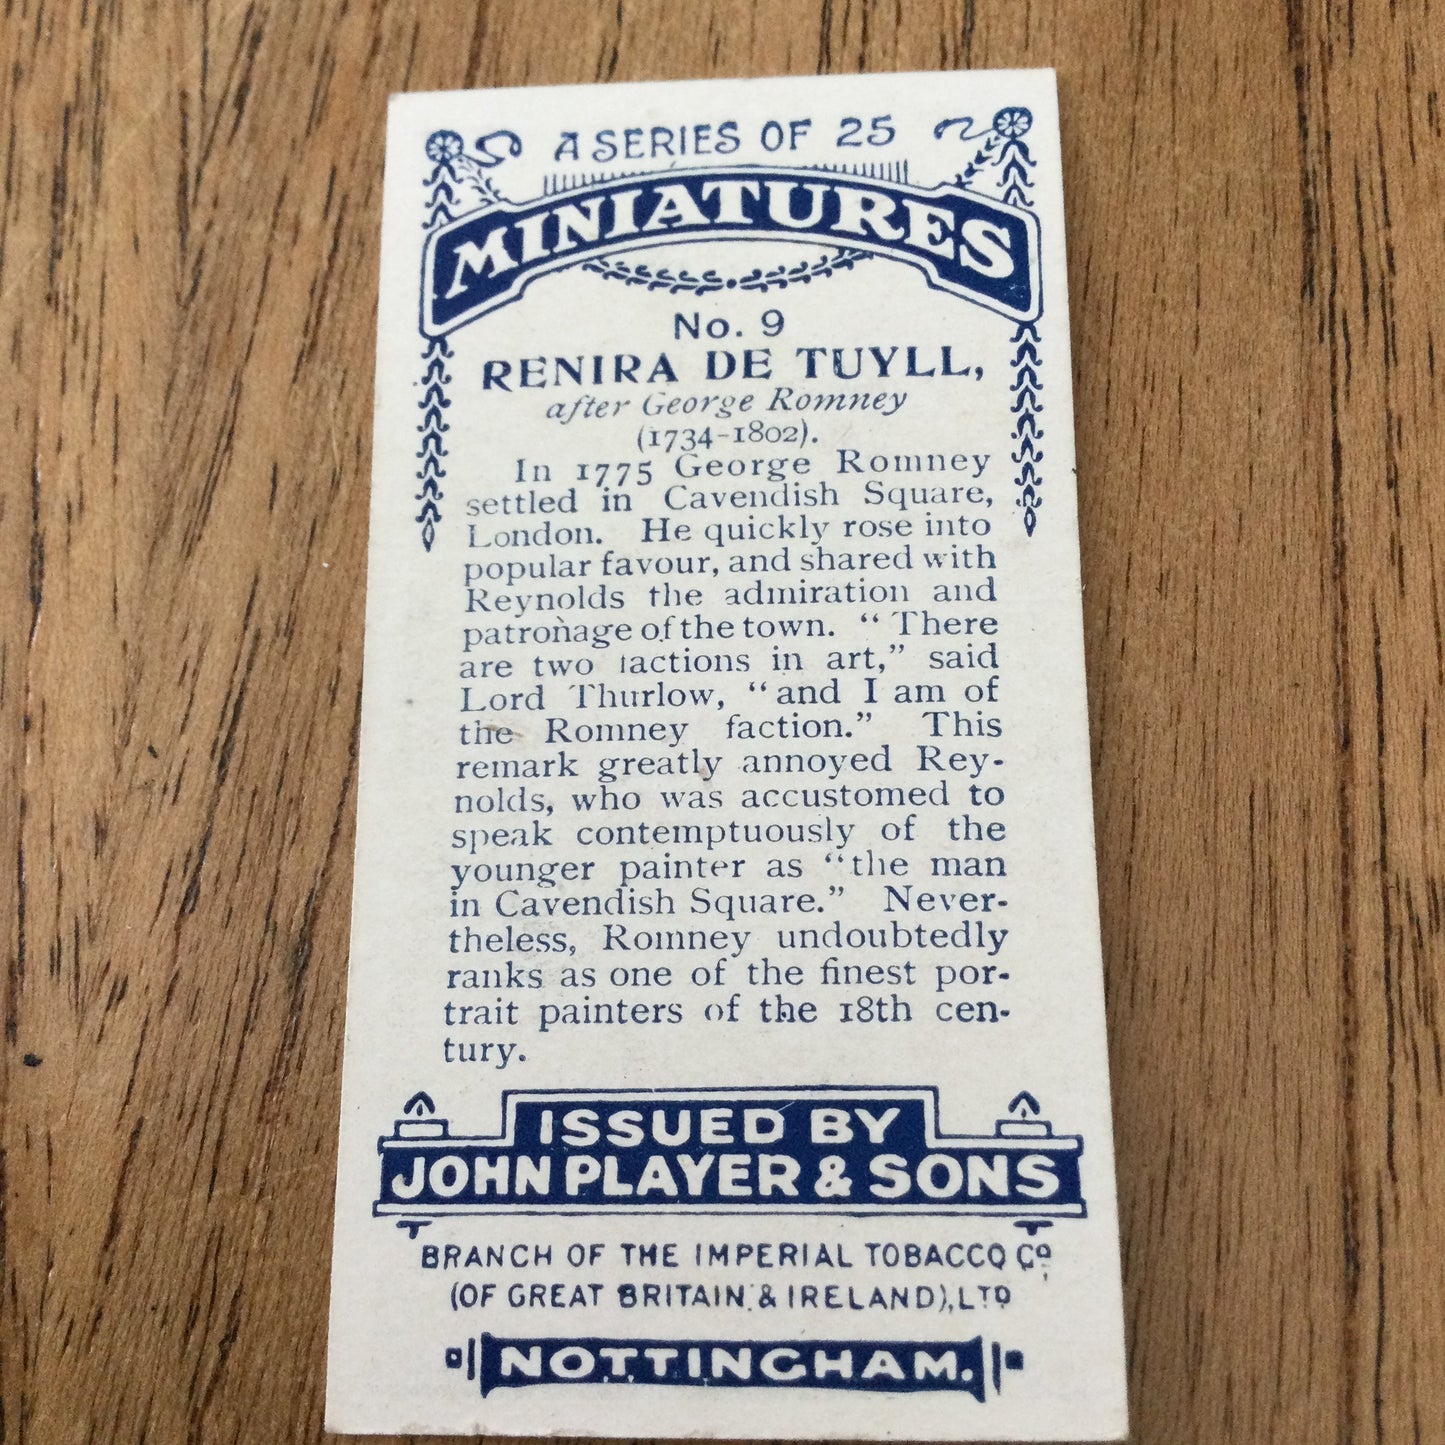 A SERIES OF 25
MINIATURES
No. 9
RENIRA DE TUYLL,
after George Romney
(1734-1802).
In 1775 George Romney
settled in Cavendish Square,
London. He quickly rose into
popular favour, and shared with
Reynolds the admiration and
patronage of the town. "There
are two factions in art," said
Lord Thurlow, "and I am of
the Romney faction." This
remark greatly annoyed Rey-
nolds, who was accustomed to
speak contemptuously of the
younger painter as "the man
in Cavendish Square." Never-
theless, Romney undoubtedly
ranks as one of the finest por-
trait painters of the 18th cen-
tury.
ISSUED BY
JOHN PLAYER & SONS
BRANCH OF THE IMPERIAL TOBACCO Co.
(OF GREAT BRITAIN & IRELAND), LTD
NOTTINGHAM.